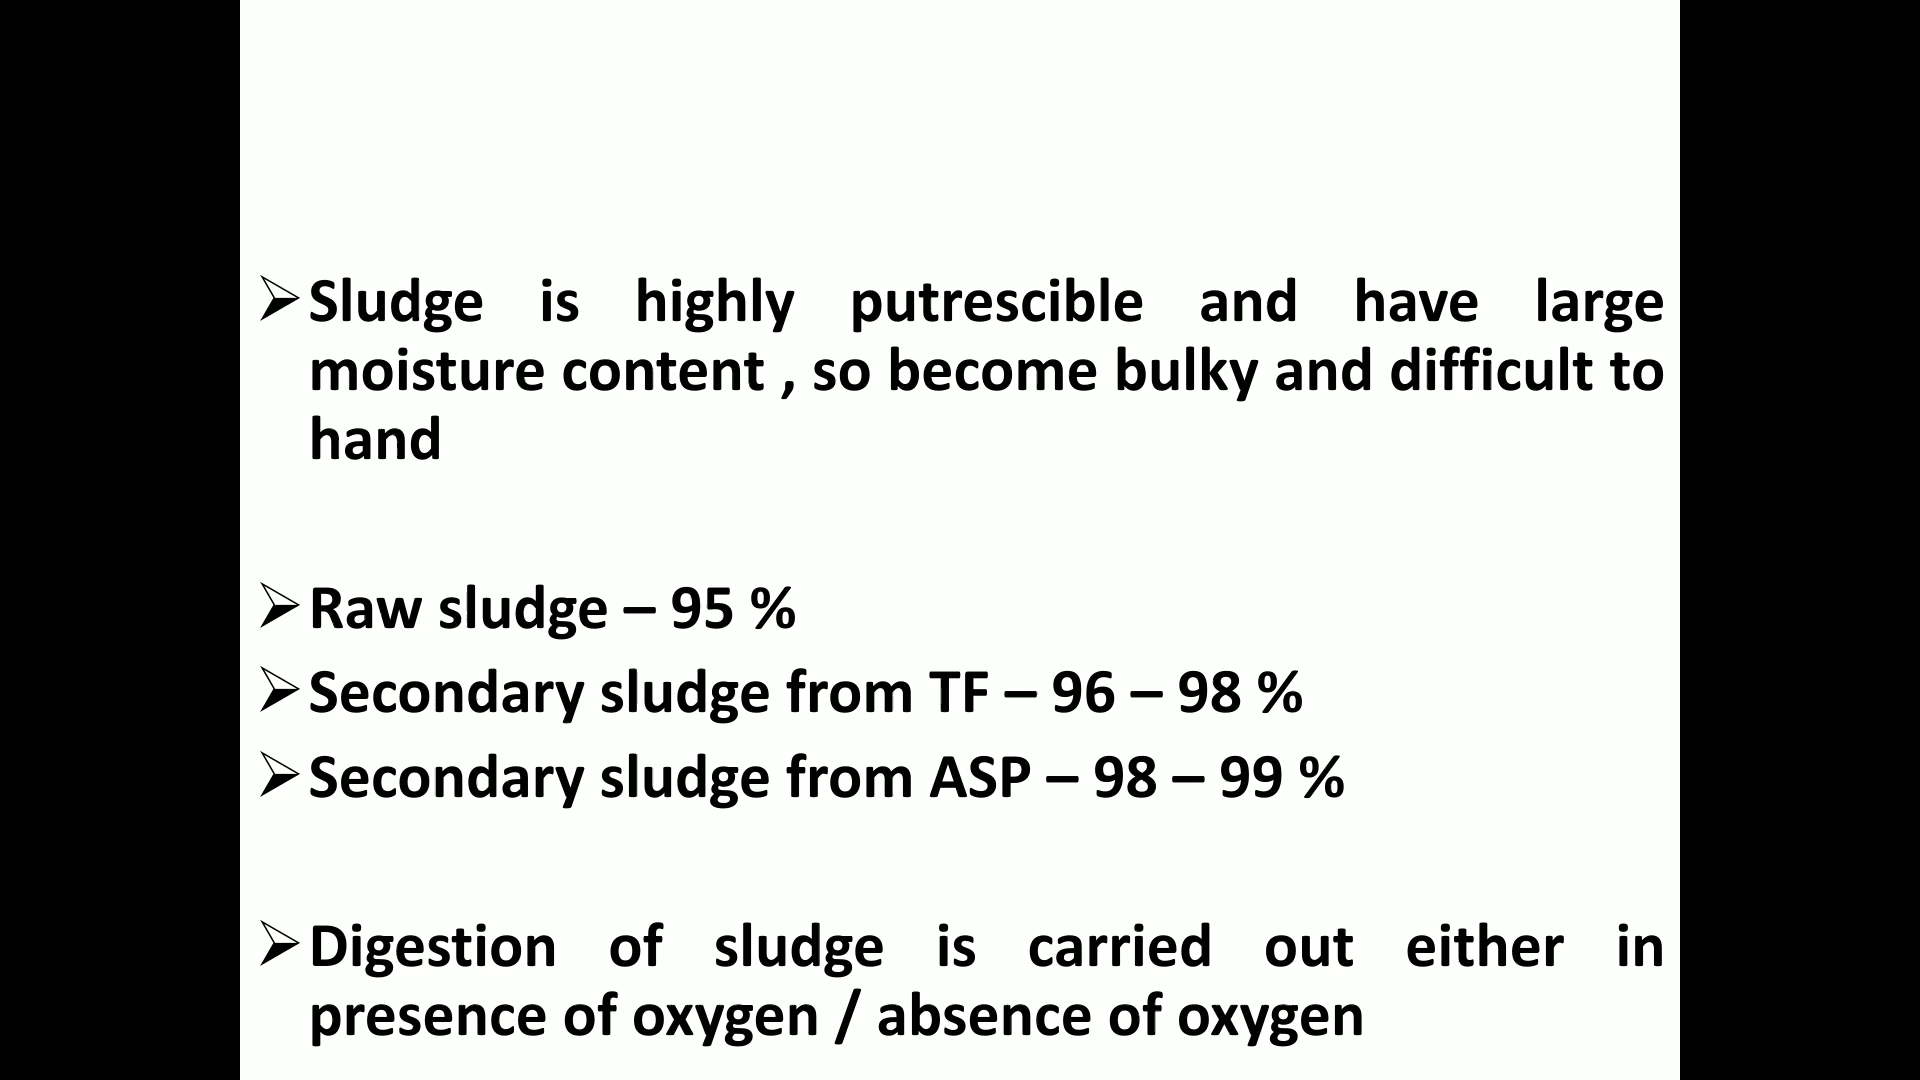 ➢Sludge is highly putrescible and have large
moisture content , so become bulky and difficult to
hand
➢Raw sludge – 95 %
➢Secondary sludge from TF – 96 – 98 %
➢Secondary sludge from ASP – 98 – 99 %
➢Digestion of sludge is carried out either in
presence of oxygen / absence of oxygen